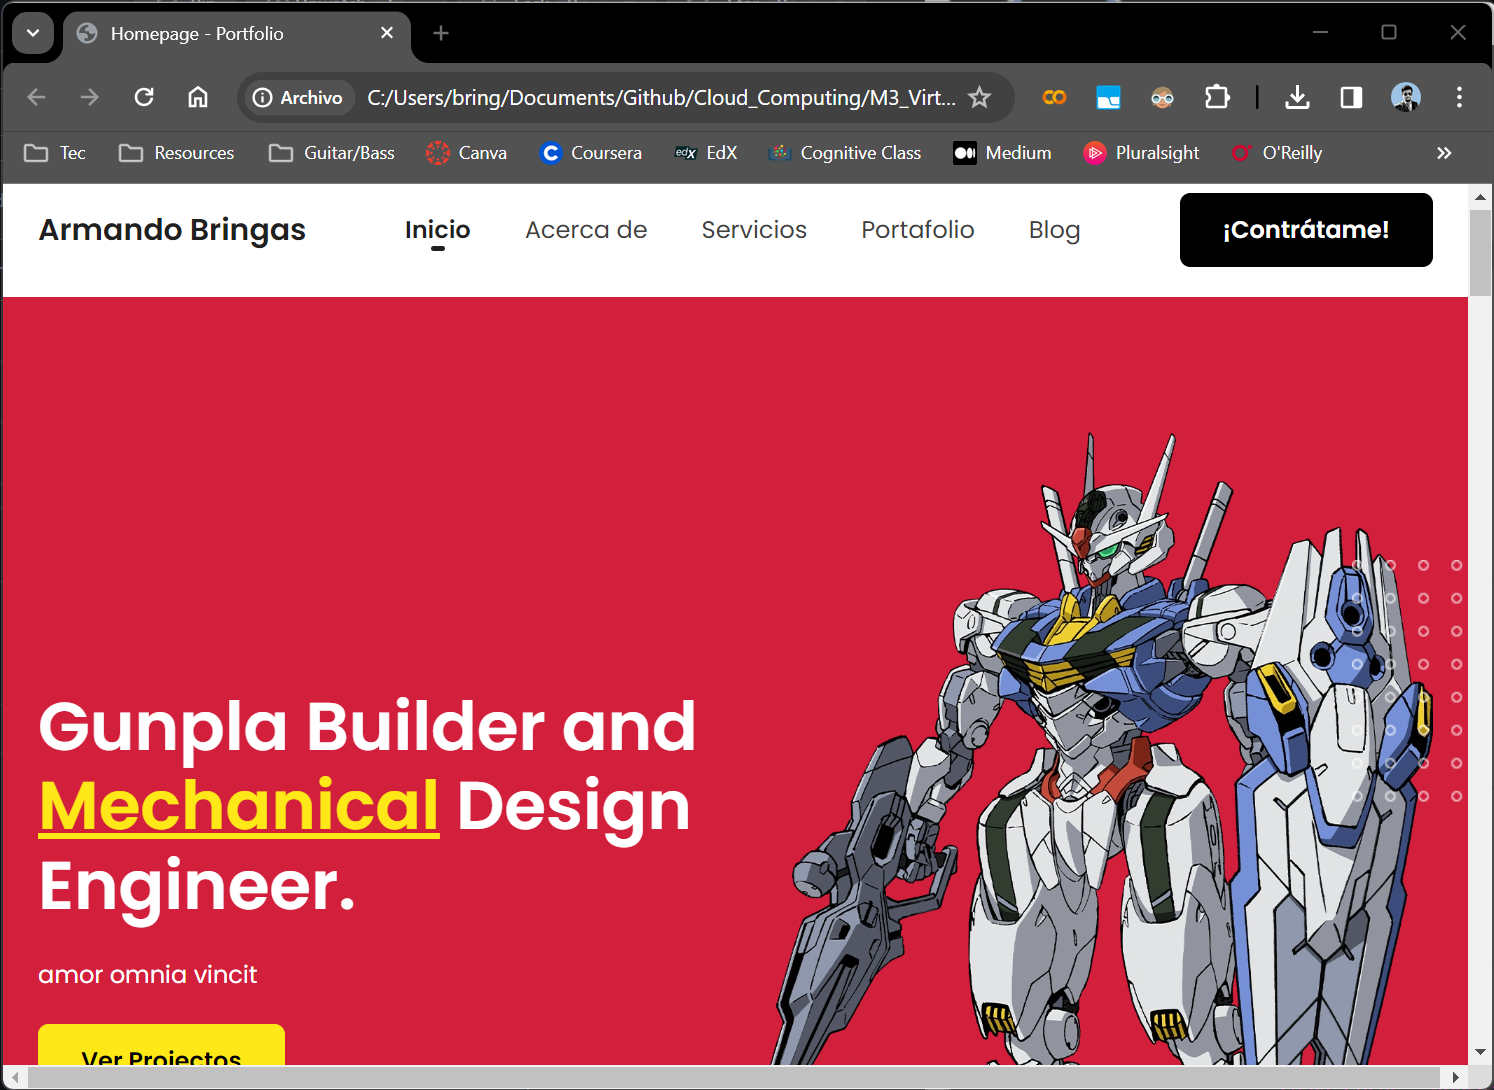 Homepage - Portfolio
Archivo
C:/Users/bring/Documents/Github/Cloud_Computing/M3_Virt...
Tec
Resources
Guitar/Bass
Canva
Coursera
edX
EdX
Cognitive Class
Medium
Pluralsight
O'Reilly
Armando Bringas
Inicio
Acerca de
Servicios
Portafolio
Blog
¡Contrátame!
Gunpla Builder and
Mechanical Design
Engineer.
amor omnia vincit
Ver Projectos